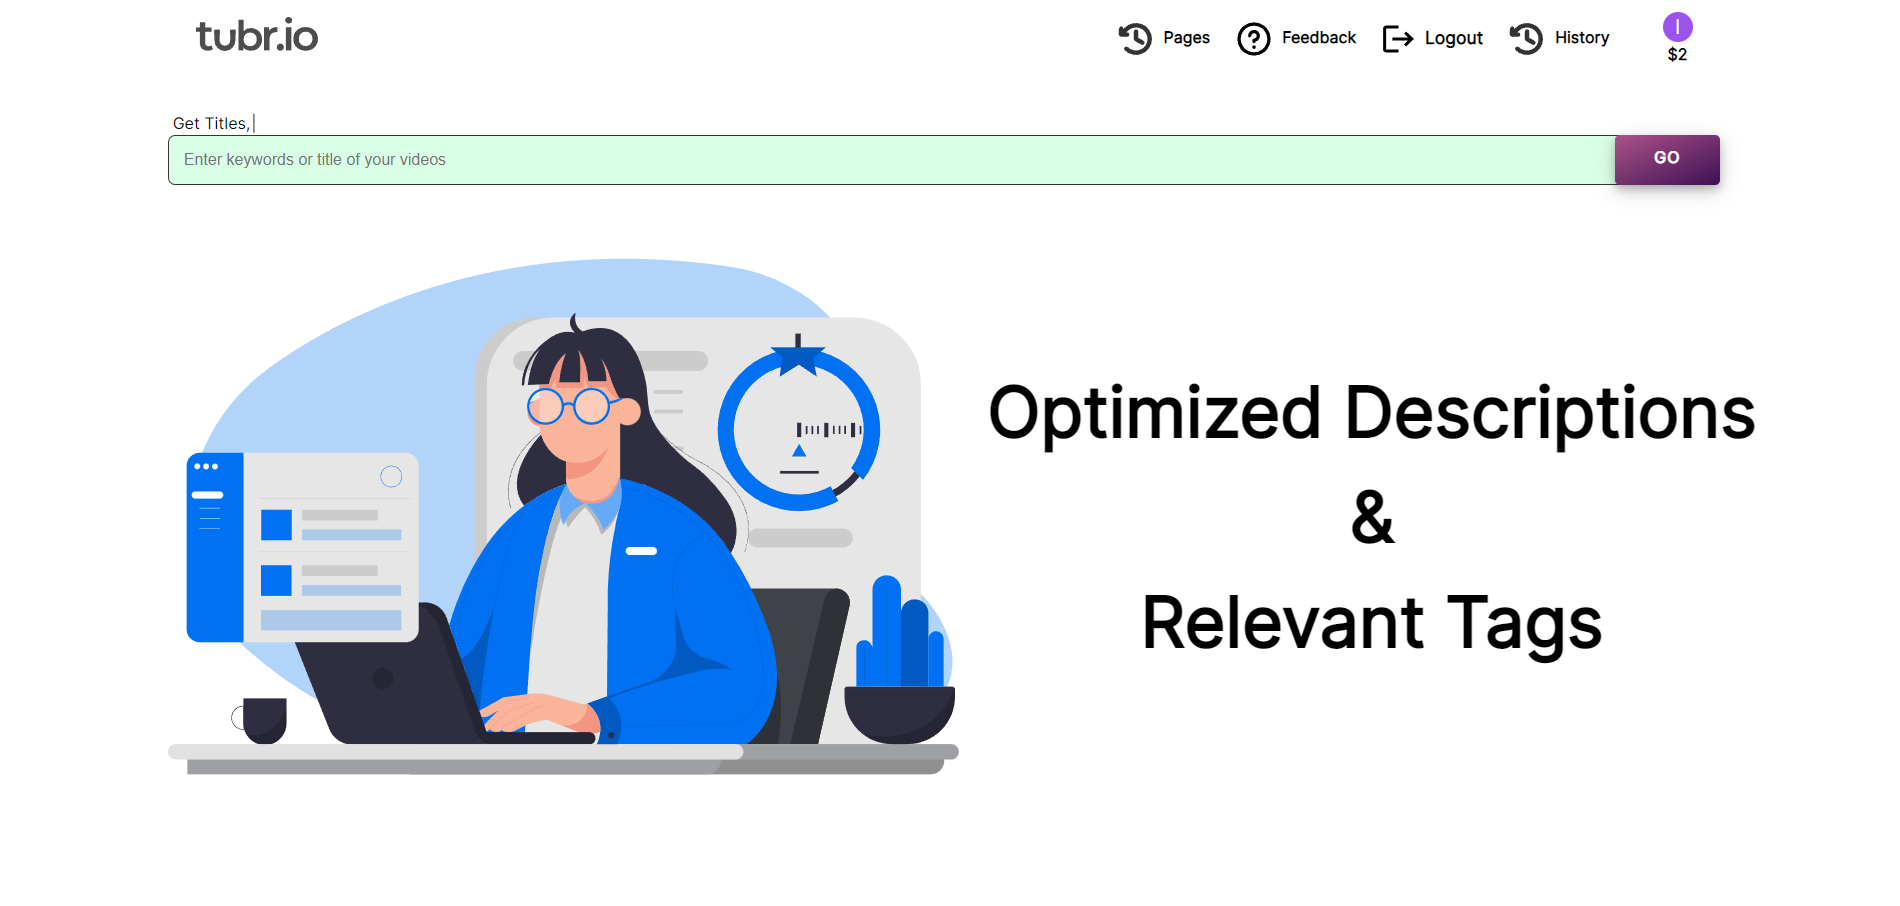 tubr.io
Pages
Feedback
Logout
History
I
$2
Get Titles,
Enter keywords or title of your videos
GO
Optimized Descriptions
&
Relevant Tags